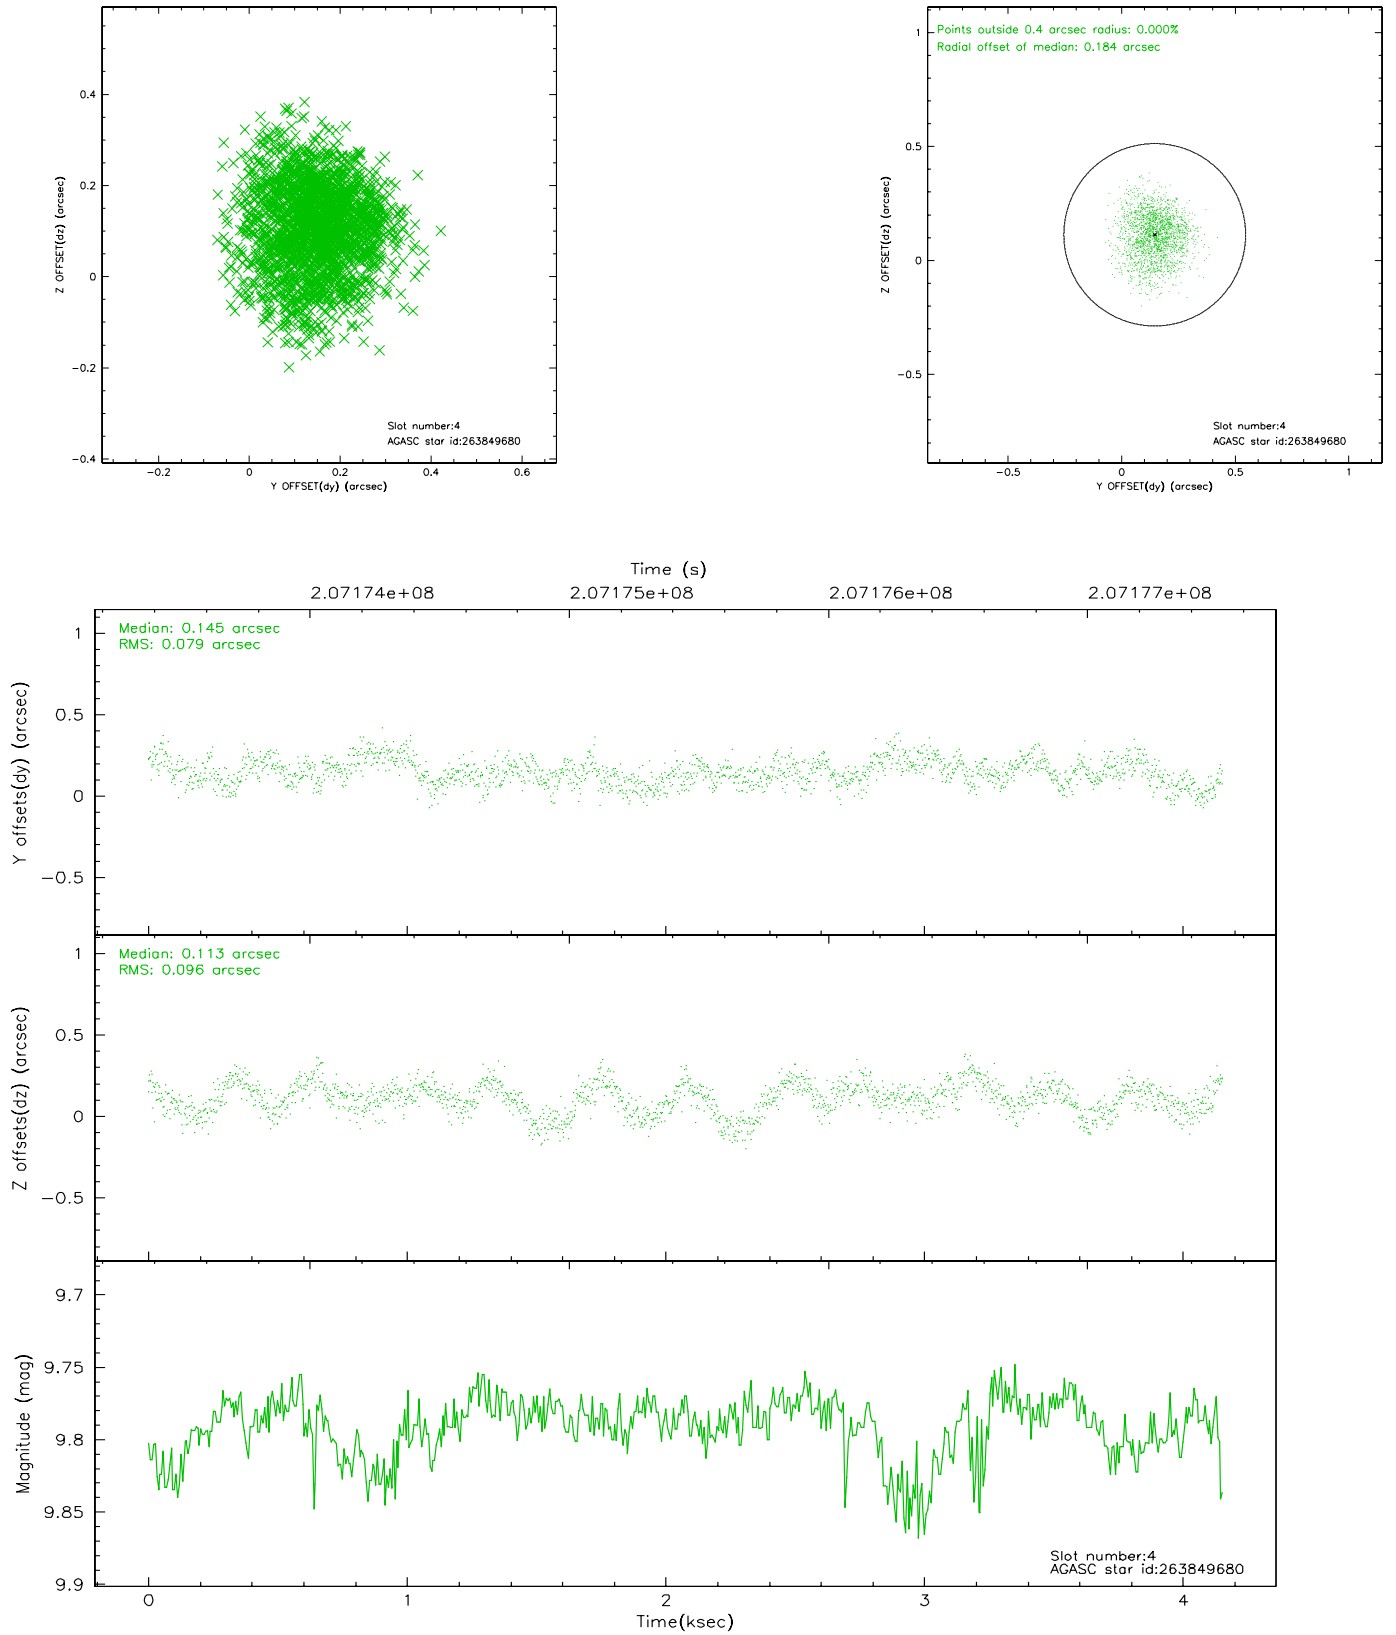 Z OFFSET(dz) (arcsec)
0.4
0.2
0
-0.2
-0.4
Slot number:4
AGASC star id:263849680
-0.2 0 0.2 0.4 0.6
Y OFFSET(dy) (arcsec)
Points outside 0.4 arcsec radius: 0.000%
Radial offset of median: 0.184 arcsec
Z OFFSET(dz) (arcsec)
1
0.5
0
-0.5
Slot number:4
AGASC star id:263849680
-0.5 0 0.5 1
Y OFFSET(dy) (arcsec)
Time (s)
2.07174e+08 2.07175e+08 2.07176e+08 2.07177e+08
Median: 0.145 arcsec
RMS: 0.079 arcsec
Y offsets(dy) (arcsec)
1
0.5
0
-0.5
Median: 0.113 arcsec
RMS: 0.096 arcsec
Z offsets(dz) (arcsec)
1
0.5
0
-0.5
Magnitude (mag)
9.7
9.75
9.8
9.85
9.9
Slot number:4
AGASC star id:263849680
0 1 2 3 4
Time(ksec)